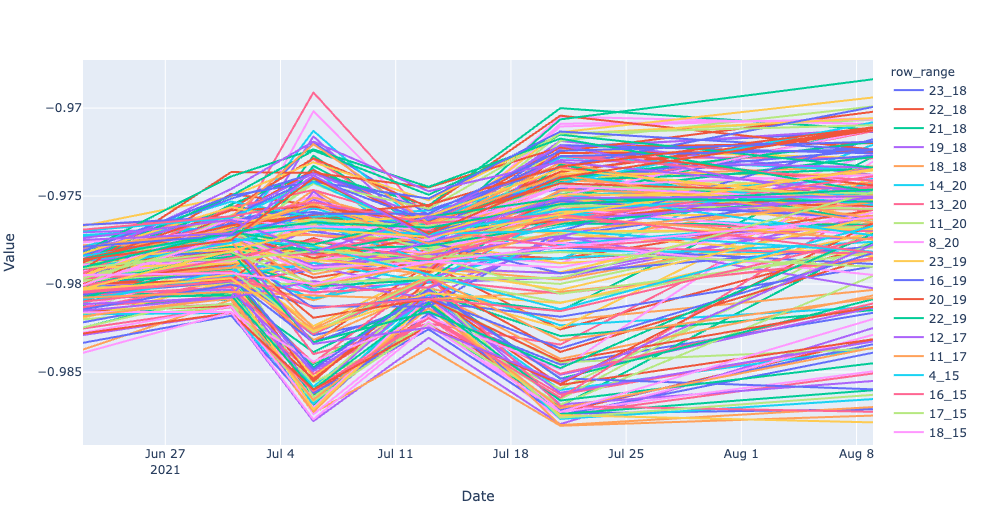 row_range
23_18
22_18
21_18
19_18
18_18
14_20
13_20
11_20
8_20
23_19
16_19
20_19
22_19
12_17
11_17
4_15
16_15
17_15
18_15
Value
−0.97
−0.975
−0.98
−0.985
Jun 27
2021
Jul 4
Jul 11
Jul 18
Jul 25
Aug 1
Aug 8
Date